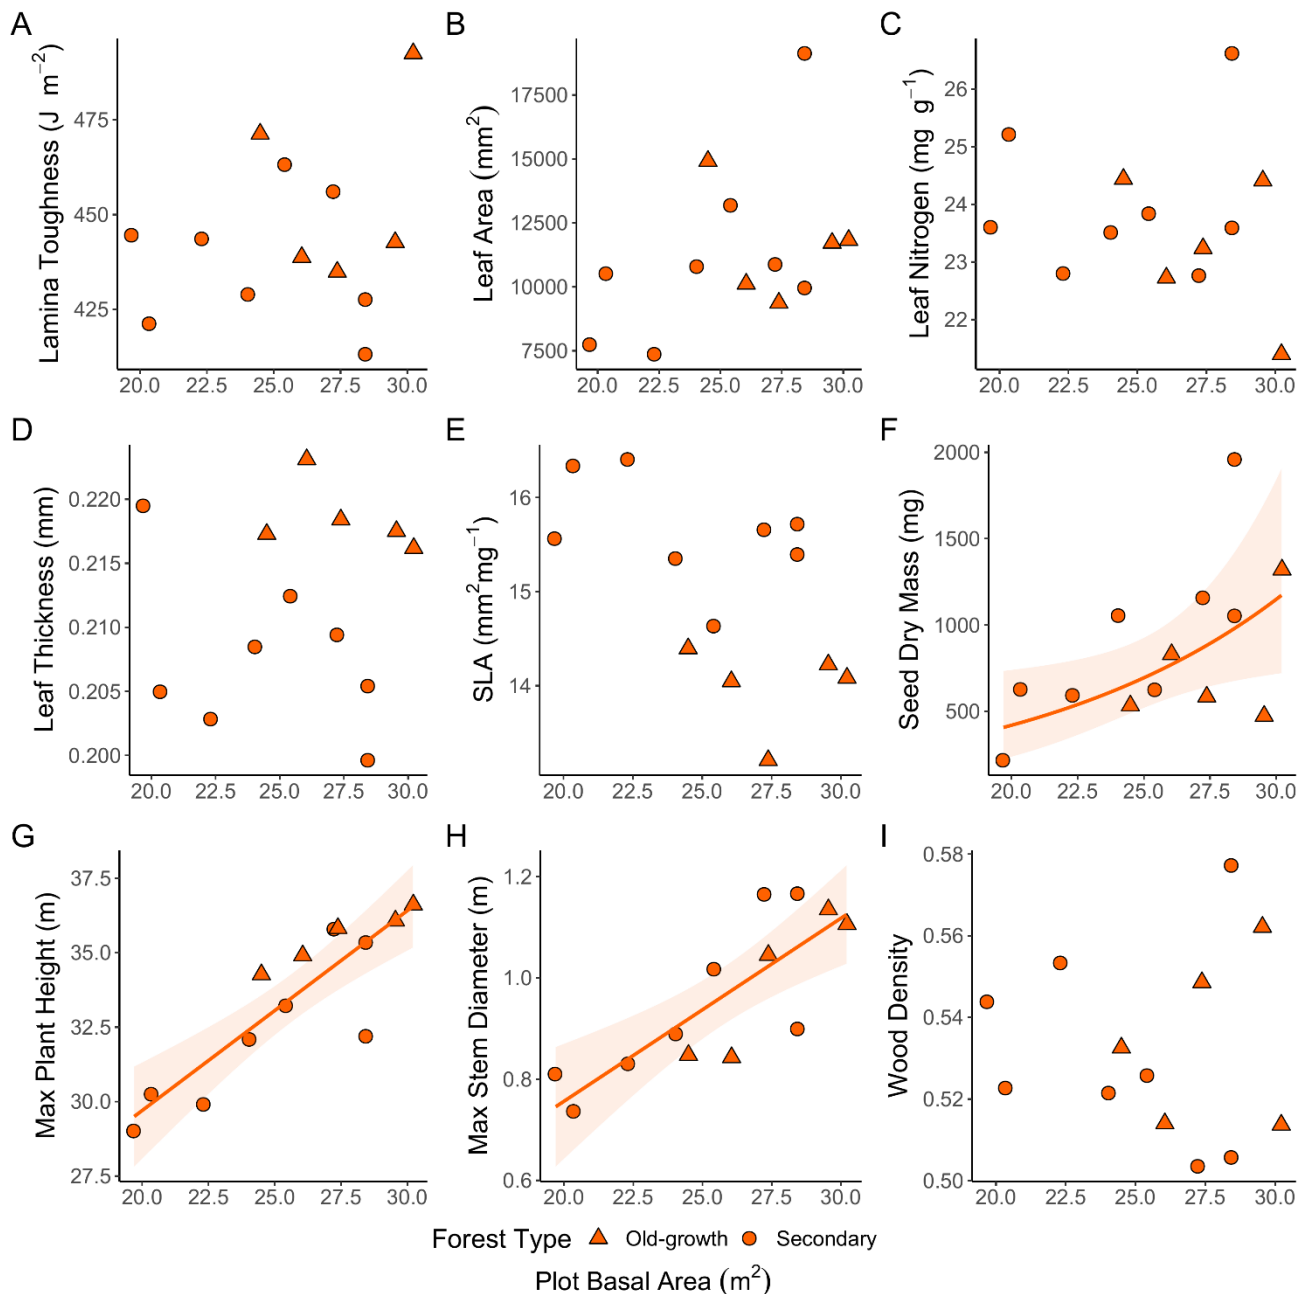 A
Lamina Toughness (J m−2)
475
450
425
20.0 22.5 25.0 27.5 30.0
B
Leaf Area (mm2)
17500
15000
12500
10000
7500
20.0 22.5 25.0 27.5 30.0
C
Leaf Nitrogen (mg g−1)
26
25
24
23
22
20.0 22.5 25.0 27.5 30.0
D
Leaf Thickness (mm)
0.220
0.215
0.210
0.205
0.200
20.0 22.5 25.0 27.5 30.0
E
SLA (mm2mg−1)
16
15
14
20.0 22.5 25.0 27.5 30.0
F
Seed Dry Mass (mg)
2000
1500
1000
500
20.0 22.5 25.0 27.5 30.0
G
Max Plant Height (m)
37.5
35.0
32.5
30.0
27.5
20.0 22.5 25.0 27.5 30.0
H
Max Stem Diameter (m)
1.2
1.0
0.8
0.6
20.0 22.5 25.0 27.5 30.0
I
Wood Density
0.58
0.56
0.54
0.52
0.50
20.0 22.5 25.0 27.5 30.0
Forest Type Old-growth Secondary
Plot Basal Area (m2)